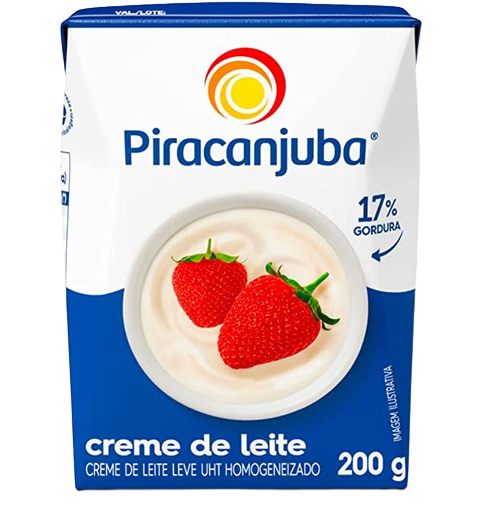 VAL/LOTE:
Piracanjuba®
17%
GORDURA
IMAGEM ILUSTRATIVA
creme de leite
CREME DE LEITE LEVE UHT HOMOGENEIZADO
200 g